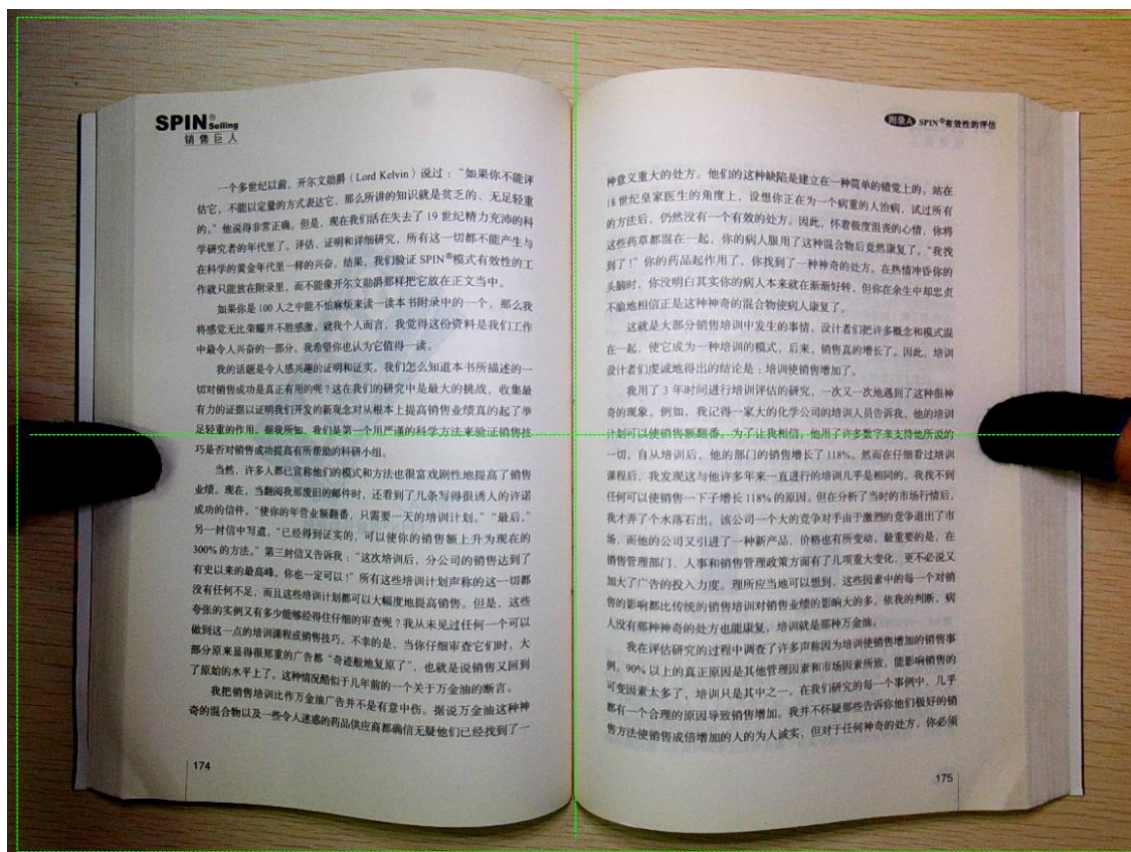 SPIN®
Selling
销售巨人
一个多世纪以前，开尔文勋爵（Lord Kelvin）说过：“如果你不能评
估它，不能以定量的方式表达它，那么所讲的知识就是贫乏的、无足轻重
的。”他说得非常正确。但是，现在我们活在失去了 19 世纪精力充沛的科
学研究者的年代里了。评估、证明和详细研究，所有这一切都不能产生与
在科学的黄金年代里一样的兴奋。结果，我们验证 SPIN®模式有效性的工
作就只能放在附录里，而不能像开尔文勋爵那样把它放在正文当中。
如果你是 100 人之中能不怕麻烦来读一读本书附录中的一个，那么我
将感觉无比荣耀并不胜感激。就我个人而言，我觉得这份资料是我们工作
中最令人兴奋的一部分。我希望你也认为它值得一读。
我的话题是令人感兴趣的证明和证实。我们怎么知道本书所描述的一
切对销售成功是真正有用的呢？这在我们的研究中是最大的挑战，收集最
有力的证据以证明我们开发的新观念对从根本上提高销售业绩真的起了举
足轻重的作用。据我所知，我们是第一个用严谨的科学方法来验证销售技
巧是否对销售成功提高有所帮助的科研小组。
当然，许多人都已宣称他们的模式和方法也很富戏剧性地提高了销售
业绩。现在，当翻阅我那废旧的邮件时，还看到了几条写得很诱人的许诺
成功的信件，“使你的年营业额翻番，只需要一天的培训计划。”“最后，”
另一封信中写道，“已经得到证实的，可以使你的销售额上升为现在的
300%的方法。”第三封信又告诉我：“这次培训后，分公司的销售达到了
有史以来的最高峰。你也一定可以！”所有这些培训计划声称的这一切都
没有任何不足，而且这些培训计划都可以大幅度地提高销售。但是，这些
夸张的实例又有多少能够经得住仔细的审查呢？我从未见过任何一个可以
做到这一点的培训课程或销售技巧。不幸的是，当你仔细审查它们时，大
部分原来显得很郑重的广告都“奇迹般地复原了”，也就是说销售又回到
了原始的水平上了。这种情况酷似于几年前的一个关于万金油的断言。
我把销售培训比作万金油广告并不是有意中伤。据说万金油这种神
奇的混合物以及一些令人迷惑的药品供应商都确信无疑他们已经找到了一
174
附录A SPIN®有效性的评估
种意义重大的处方。他们的这种缺陷是建立在一种简单的错觉上的。站在
18 世纪皇家医生的角度上，设想你正在为一个病重的人治病，试过所有
的方法后，仍然没有一个有效的处方。因此，怀着极度沮丧的心情，你将
这些药草都混在一起，你的病人服用了这种混合物后竟然康复了。“我找
到了！”你的药品起作用了，你找到了一种神奇的处方。在热情冲昏你的
头脑时，你没明白其实你的病人本来就在渐渐好转，但你在余生中却忠贞
不渝地相信正是这种神奇的混合物使病人康复了。
这就是大部分销售培训中发生的事情。设计者们把许多概念和模式混
在一起，使它成为一种培训的模式，后来，销售真的增长了。因此，培训
设计者们虔诚地得出的结论是：培训使销售增加了。
我用了 3 年时间进行培训评估的研究，一次又一次地遇到了这种很神
奇的现象。例如，我记得一家大的化学公司的培训人员告诉我，他的培训
计划可以使销售额翻番。为了让我相信，他用了许多数字来支持他所说的
一切。自从培训后，他的部门的销售增长了 118%。然而在仔细看过培训
课程后，我发现这与他许多年来一直进行的培训几乎是相同的。我找不到
任何可以使销售一下子增长 118%的原因。但在分析了当时的市场行情后，
我才弄了个水落石出。该公司一个大的竞争对手由于激烈的竞争退出了市
场，而他的公司又引进了一种新产品，价格也有所变动。最重要的是，在
销售管理部门、人事和销售管理政策方面有了几项重大变化，更不必说又
加大了广告的投入力度。理所应当地可以想到，这些因素中的每一个对销
售的影响都比传统的销售培训对销售业绩的影响大的多。依我的判断，病
人没有那种神奇的处方也能康复，培训就是那种万金油。
我在评估研究的过程中调查了许多声称因为培训使销售增加的销售事
例。90%以上的真正原因是其他管理因素和市场因素所致，能影响销售的
可变因素太多了，培训只是其中之一。在我们研究的每一个事例中，几乎
都有一个合理的原因导致销售增加。我并不怀疑那些告诉你他们极好的销
售方法使销售成倍增加的人的为人诚实，但对于任何神奇的处方，你必须
175